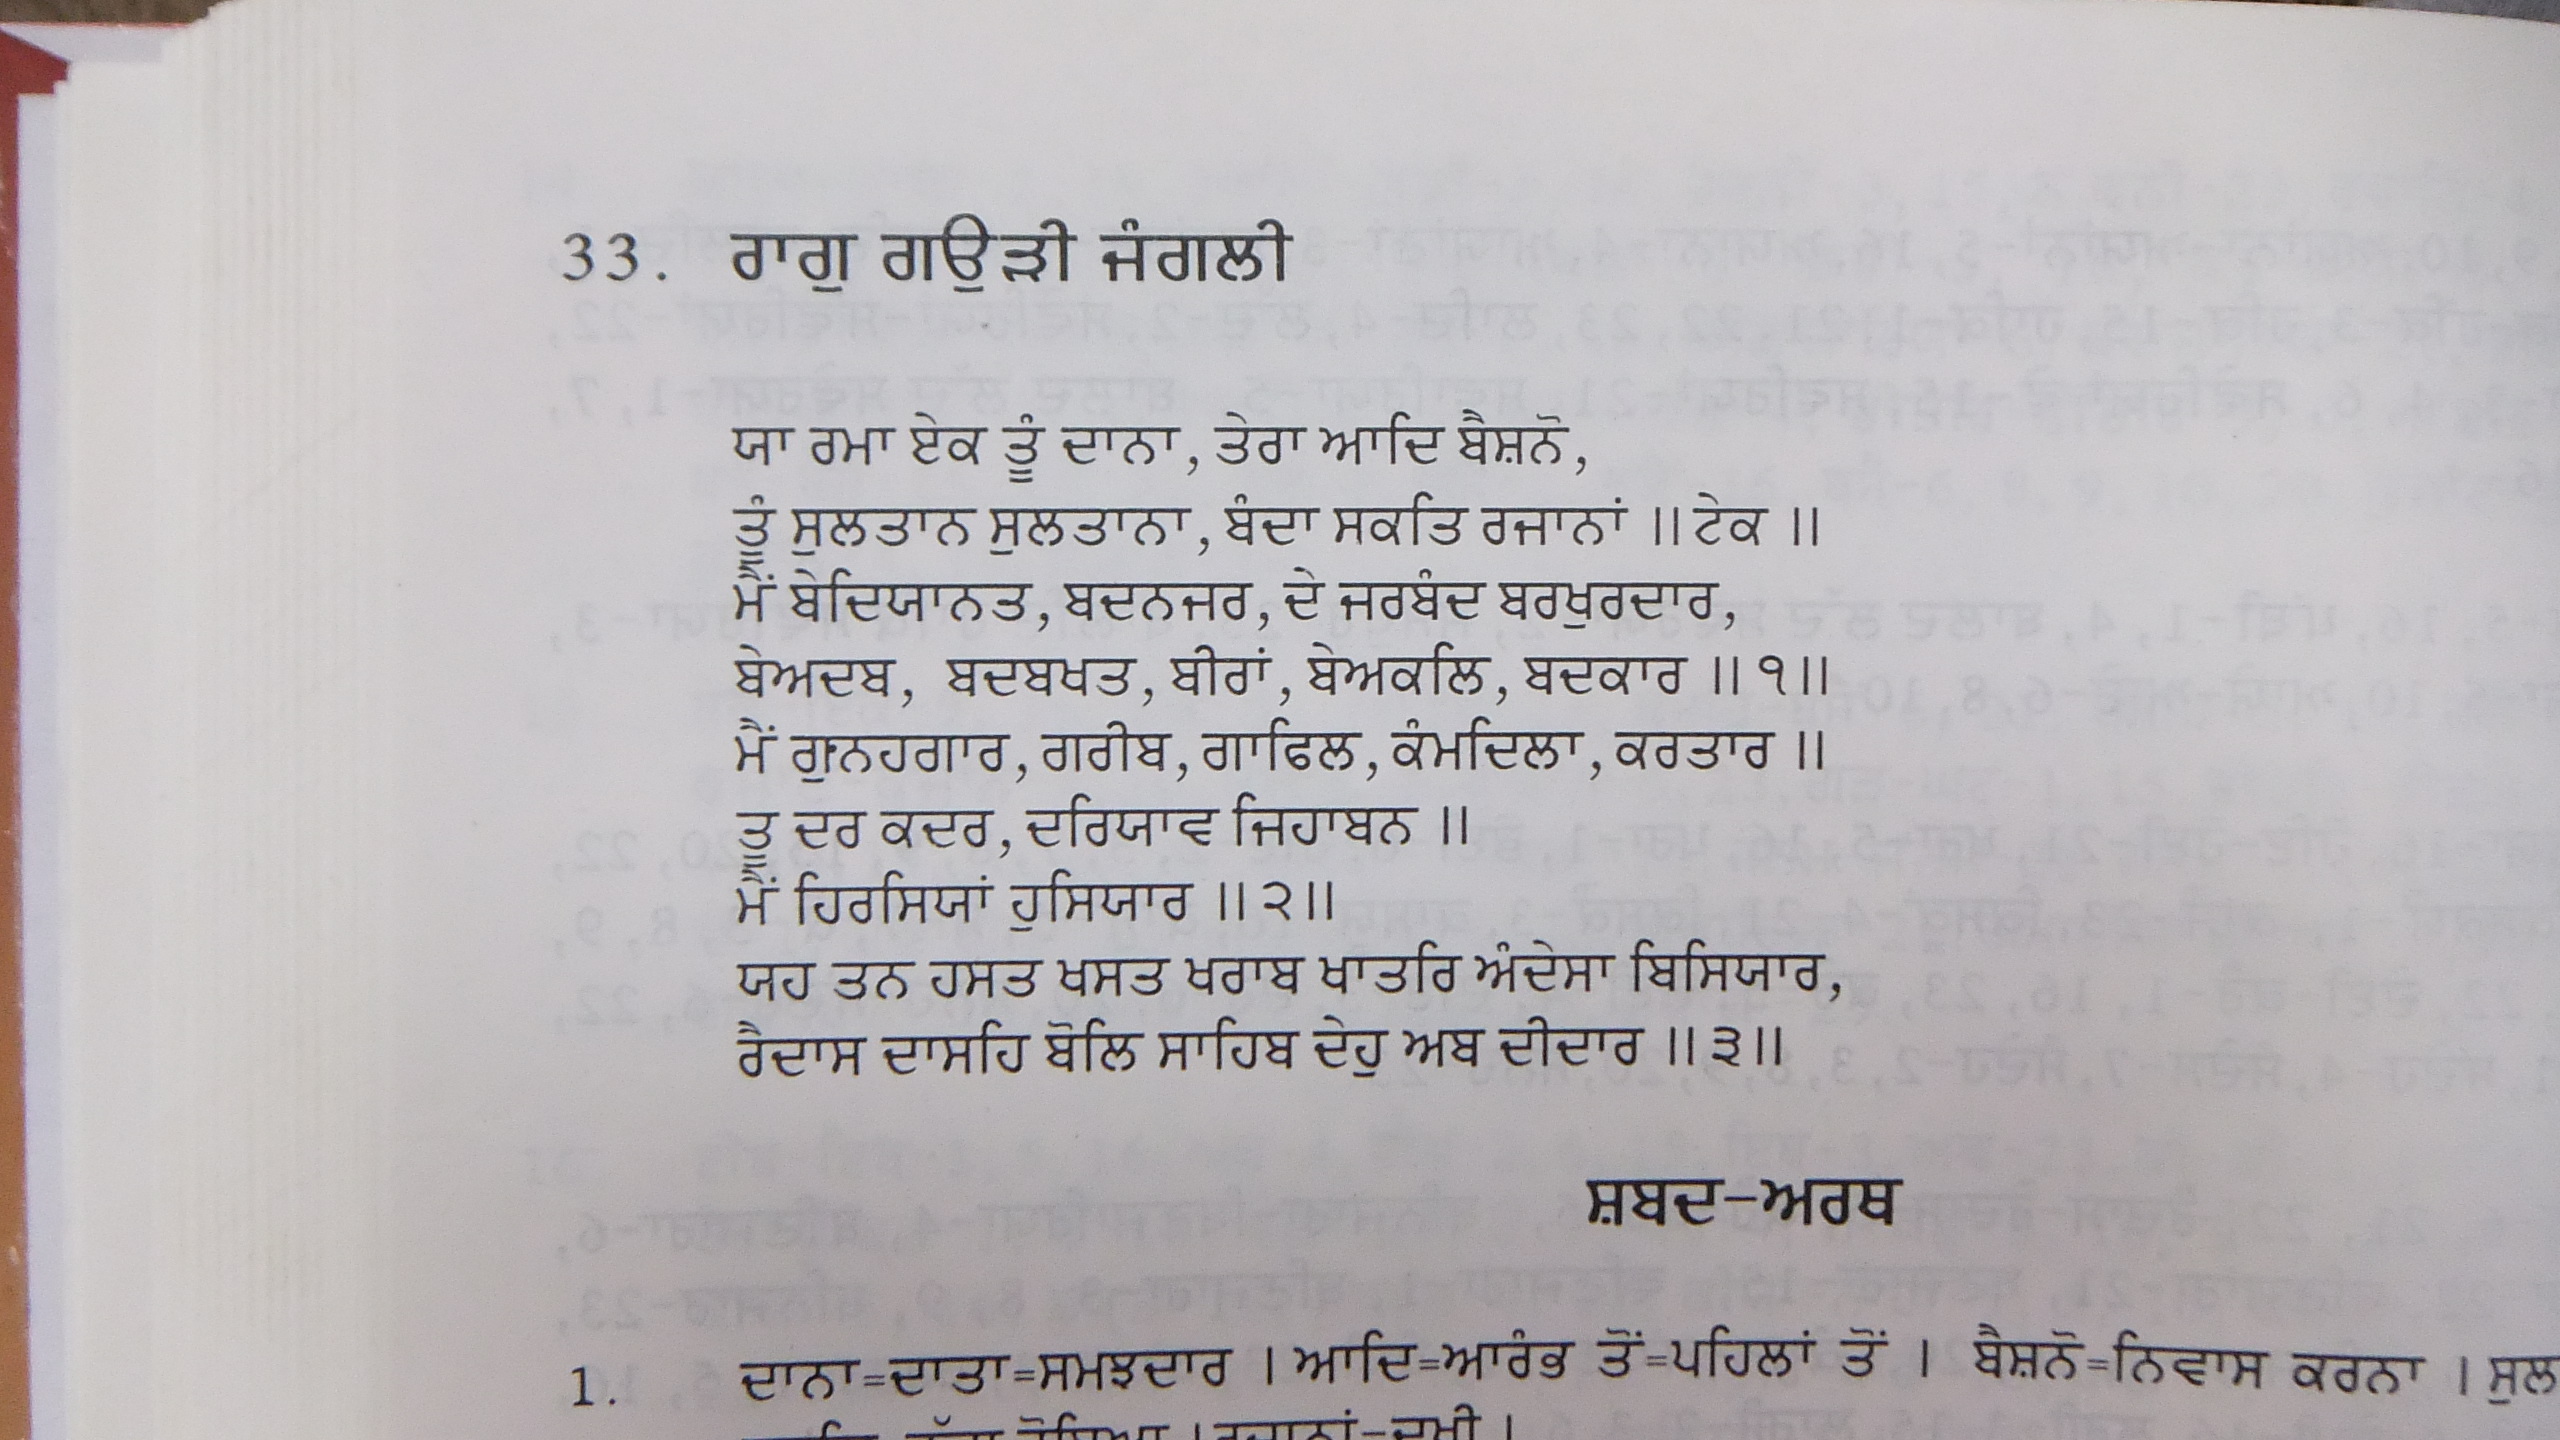 33. ਰਾਗੁ ਗਉੜੀ ਜੰਗਲੀ
ਯਾ ਰਮਾ ਏਕ ਤੂੰ ਦਾਨਾ, ਤੇਰਾ ਆਦਿ ਬੈਸ਼ਨੋ,
ਤੂੰ ਸੁਲਤਾਨ ਸੁਲਤਾਨਾ, ਬੰਦਾ ਸਕਤਿ ਰਜਾਨਾਂ ॥ ਟੇਕ ॥
ਮੈਂ ਬੇਦਿਯਾਨਤ, ਬਦਨਜਰ, ਦੇ ਜਰਬੰਦ ਬਰਖੁਰਦਾਰ,
ਬੇਅਦਬ, ਬਦਬਖਤ, ਬੀਰਾਂ, ਬੇਅਕਲਿ, ਬਦਕਾਰ ॥ ੧॥
ਮੈਂ ਗੁਨਹਗਾਰ, ਗਰੀਬ, ਗਾਫਿਲ, ਕੰਮਦਿਲਾ, ਕਰਤਾਰ ॥
ਤੂ ਦਰ ਕਦਰ, ਦਰਿਯਾਵ ਜਿਹਾਬਨ ॥
ਮੈਂ ਹਿਰਸਿਯਾਂ ਹੁਸਿਯਾਰ ॥ ੨॥
ਯਹ ਤਨ ਹਸਤ ਖਸਤ ਖਰਾਬ ਖਾਤਰਿ ਅੰਦੇਸਾ ਬਿਸਿਯਾਰ,
ਰੈਦਾਸ ਦਾਸਹਿ ਬੋਲਿ ਸਾਹਿਬ ਦੇਹੁ ਅਬ ਦੀਦਾਰ ॥ ੩॥
ਸ਼ਬਦ-ਅਰਥ
1. ਦਾਨਾ=ਦਾਤਾ=ਸਮਝਦਾਰ । ਆਦਿ=ਆਰੰਭ ਤੋਂ=ਪਹਿਲਾਂ ਤੋਂ । ਬੈਸ਼ਨੋ=ਨਿਵਾਸ ਕਰਨਾ ।